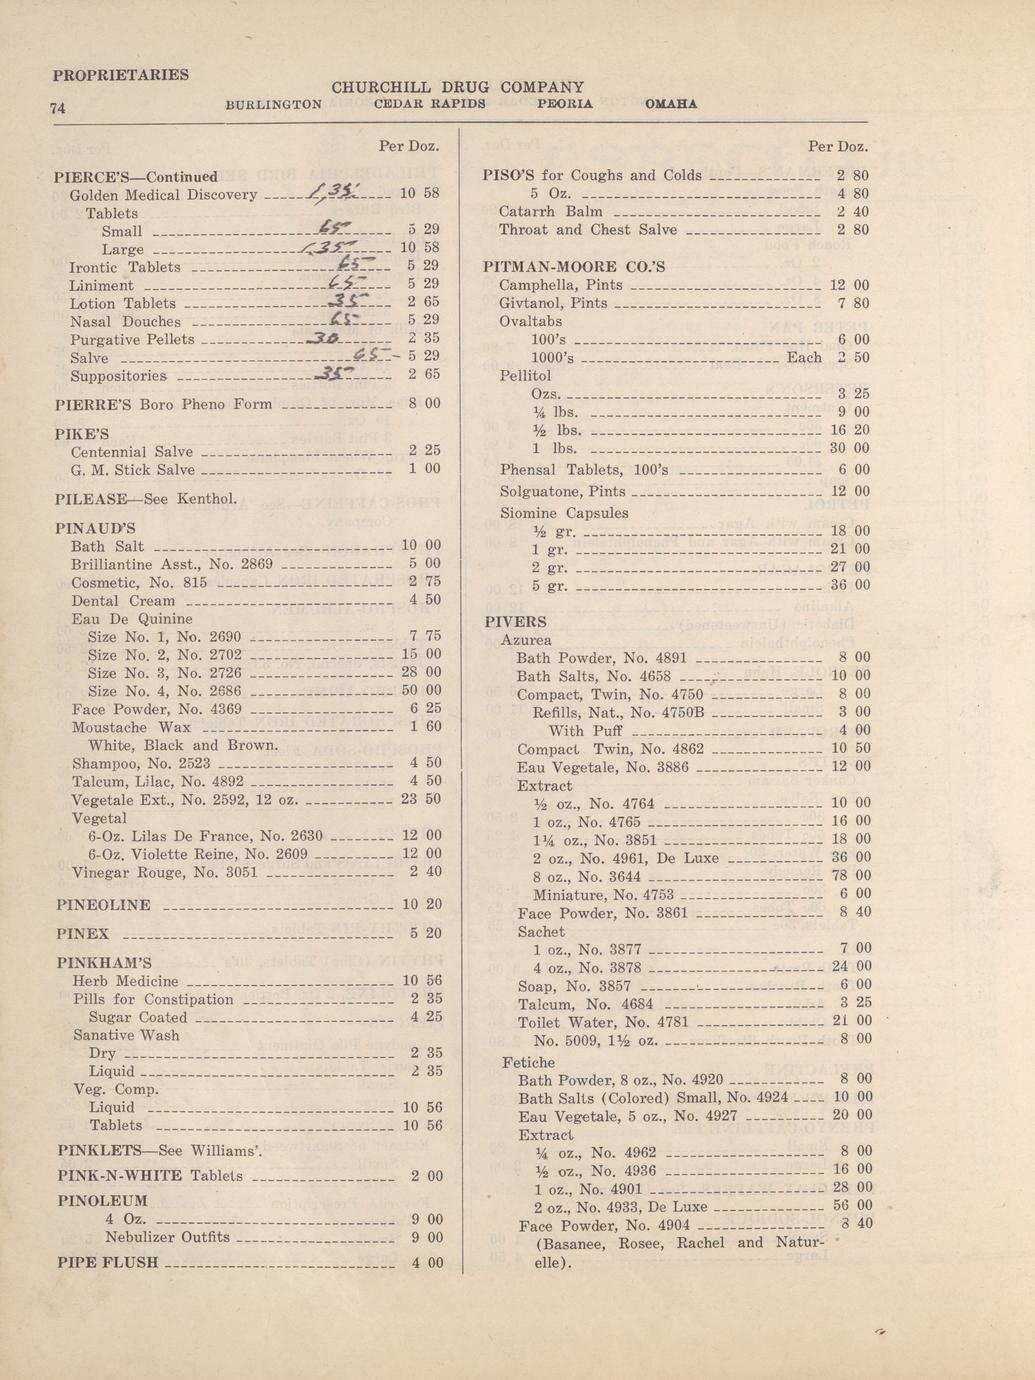 PROPRIETARIES
CHURCHILL DRUG COMPANY
74 BURLINGTON CEDAR RAPIDS PEORIA OMAHA
Per Doz.
PIERCE'S—Continued
Golden Medical Discovery 1,35 10 58
Tablets
Small 65 5 29
Large 1.35 10 58
Irontic Tablets 65 5 29
Liniment 65 5 29
Lotion Tablets 35 2 65
Nasal Douches 65 5 29
Purgative Pellets 30 2 35
Salve 65 5 29
Suppositories 35 2 65
PIERRE'S Boro Pheno Form 8 00
PIKE'S
Centennial Salve 2 25
G. M. Stick Salve 1 00
PILEASE—See Kenthol.
PINAUD'S
Bath Salt 10 00
Brilliantine Asst., No. 2869 5 00
Cosmetic, No. 815 2 75
Dental Cream 4 50
Eau De Quinine
Size No. 1, No. 2690 7 75
Size No. 2, No. 2702 15 00
Size No. 3, No. 2726 28 00
Size No. 4, No. 2686 50 00
Face Powder, No. 4369 6 25
Moustache Wax 1 60
White, Black and Brown.
Shampoo, No. 2523 4 50
Talcum, Lilac, No. 4892 4 50
Vegetale Ext., No. 2592, 12 oz. 23 50
Vegetal
6-Oz. Lilas De France, No. 2630 12 00
6-Oz. Violette Reine, No. 2609 12 00
Vinegar Rouge, No. 3051 2 40
PINEOLINE 10 20
PINEX 5 20
PINKHAM'S
Herb Medicine 10 56
Pills for Constipation 2 35
Sugar Coated 4 25
Sanative Wash
Dry 2 35
Liquid 2 35
Veg. Comp.
Liquid 10 56
Tablets 10 56
PINKLETS—See Williams'.
PINK-N-WHITE Tablets 2 00
PINOLEUM
4 Oz. 9 00
Nebulizer Outfits 9 00
PIPE FLUSH 4 00
Per Doz.
PISO'S for Coughs and Colds 2 80
5 Oz. 4 80
Catarrh Balm 2 40
Throat and Chest Salve 2 80
PITMAN-MOORE CO.'S
Camphella, Pints 12 00
Givtanol, Pints 7 80
Ovaltabs
100's 6 00
1000's Each 2 50
Pellitol
Ozs. 3 25
¼ lbs. 9 00
½ lbs. 16 20
1 lbs. 30 00
Phensal Tablets, 100's 6 00
Solguatone, Pints 12 00
Siomine Capsules
½ gr. 18 00
1 gr. 21 00
2 gr. 27 00
5 gr. 36 00
PIVERS
Azurea
Bath Powder, No. 4891 8 00
Bath Salts, No. 4658 10 00
Compact, Twin, No. 4750 8 00
Refills, Nat., No. 4750B 3 00
With Puff 4 00
Compact Twin, No. 4862 10 50
Eau Vegetale, No. 3886 12 00
Extract
½ oz., No. 4764 10 00
1 oz., No. 4765 16 00
1¼ oz., No. 3851 18 00
2 oz., No. 4961, De Luxe 36 00
8 oz., No. 3644 78 00
Miniature, No. 4753 6 00
Face Powder, No. 3861 8 40
Sachet
1 oz., No. 3877 7 00
4 oz., No. 3878 24 00
Soap, No. 3857 6 00
Talcum, No. 4684 3 25
Toilet Water, No. 4781 21 00
No. 5009, 1½ oz. 8 00
Fetiche
Bath Powder, 8 oz., No. 4920 8 00
Bath Salts (Colored) Small, No. 4924 10 00
Eau Vegetale, 5 oz., No. 4927 20 00
Extract
¼ oz., No. 4962 8 00
½ oz., No. 4936 16 00
1 oz., No. 4901 28 00
2 oz., No. 4933, De Luxe 56 00
Face Powder, No. 4904 8 40
(Basanee, Rosee, Rachel and Natur-
elle).